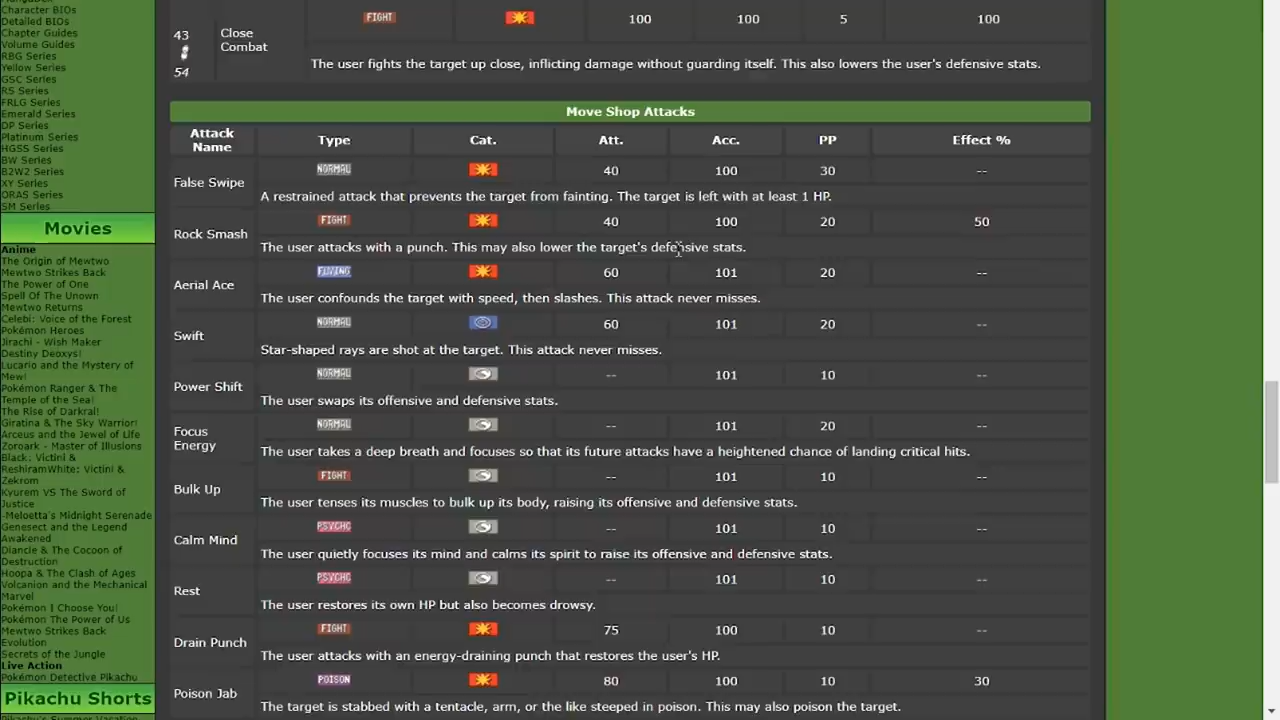 MangaDex
Character BIOs
Detailed BIOs
Chapter Guides
Volume Guides
RBG Series
Yellow Series
GSC Series
RS Series
FRLG Series
Emerald Series
DP Series
Platinum Series
HGSS Series
BW Series
B2W2 Series
XY Series
ORAS Series
SM Series
Movies
Anime
The Origin of Mewtwo
Mewtwo Strikes Back
The Power of One
Spell Of The Unown
Mewtwo Returns
Celebi: Voice of the Forest
Pokémon Heroes
Jirachi - Wish Maker
Destiny Deoxys!
Lucario and the Mystery of
Mew!
Pokémon Ranger & The
Temple of the Sea!
The Rise of Darkrai!
Giratina & The Sky Warrior!
Arceus and the Jewel of Life
Zoroark - Master of Illusions
Black: Victini &
ReshiramWhite: Victini &
Zekrom
Kyurem VS The Sword of
Justice
-Meloetta's Midnight Serenade
Genesect and the Legend
Awakened
Diancie & The Cocoon of
Destruction
Hoopa & The Clash of Ages
Volcanion and the Mechanical
Marvel
Pokémon I Choose You!
Pokémon The Power of Us
Mewtwo Strikes Back
Evolution
Secrets of the Jungle
Live Action
Pokémon Detective Pikachu
Pikachu Shorts
Pikachu's Summer Vacation
43
54
Close
Combat
FIGHT 100 100 5 100
The user fights the target up close, inflicting damage without guarding itself. This also lowers the user's defensive stats.
Move Shop Attacks
Attack
Name
Type Cat. Att. Acc. PP Effect %
False Swipe
NORMAL 40 100 30 --
A restrained attack that prevents the target from fainting. The target is left with at least 1 HP.
Rock Smash
FIGHT 40 100 20 50
The user attacks with a punch. This may also lower the target's defensive stats.
Aerial Ace
FLYING 60 101 20 --
The user confounds the target with speed, then slashes. This attack never misses.
Swift
NORMAL 60 101 20 --
Star-shaped rays are shot at the target. This attack never misses.
Power Shift
NORMAL -- 101 10 --
The user swaps its offensive and defensive stats.
Focus
Energy
NORMAL -- 101 20 --
The user takes a deep breath and focuses so that its future attacks have a heightened chance of landing critical hits.
Bulk Up
FIGHT -- 101 10 --
The user tenses its muscles to bulk up its body, raising its offensive and defensive stats.
Calm Mind
PSYCHC -- 101 10 --
The user quietly focuses its mind and calms its spirit to raise its offensive and defensive stats.
Rest
PSYCHC -- 101 10 --
The user restores its own HP but also becomes drowsy.
Drain Punch
FIGHT 75 100 10 --
The user attacks with an energy-draining punch that restores the user's HP.
Poison Jab
POISON 80 100 10 30
The target is stabbed with a tentacle, arm, or the like steeped in poison. This may also poison the target.